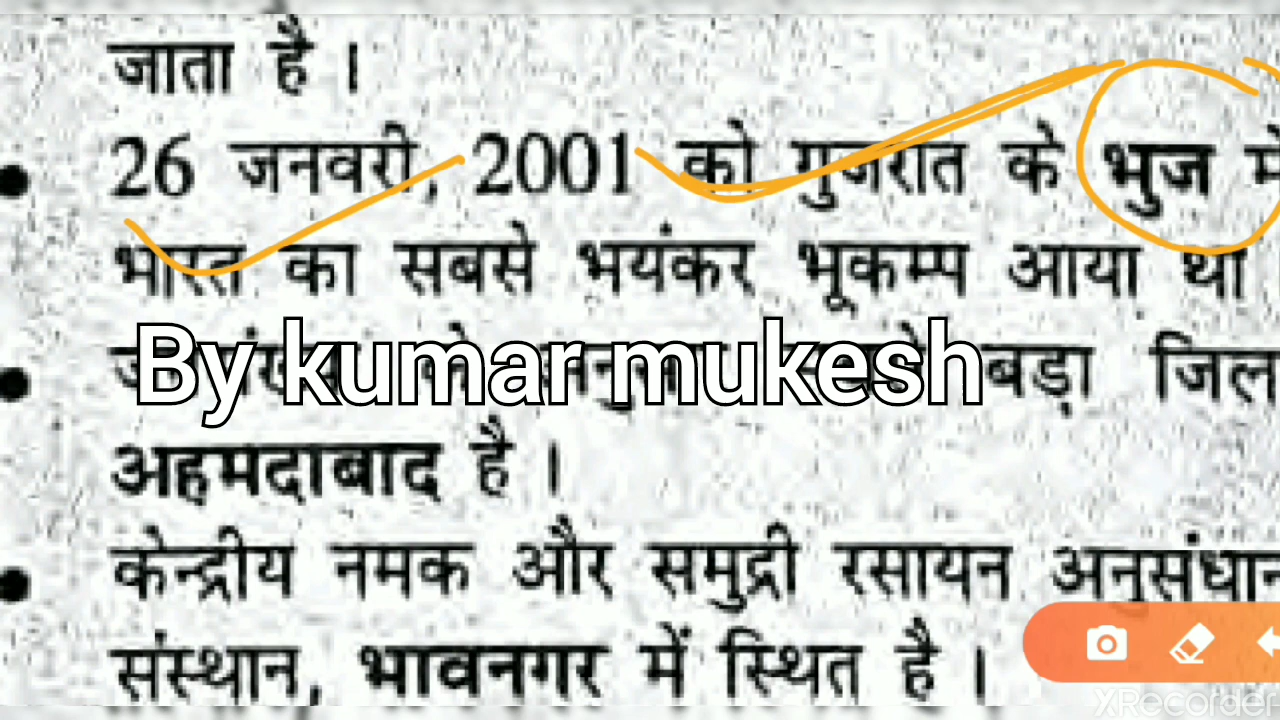 जाता है ।
26 जनवरी, 2001 को गुजरात के भुज में
भारत का सबसे भयंकर भूकम्प आया था
By kumar mukesh
बड़ा जिल
अहमदाबाद है ।
केन्द्रीय नमक और समुद्री रसायन अनुसंधान
संस्थान, भावनगर में स्थित है ।
XRecorder